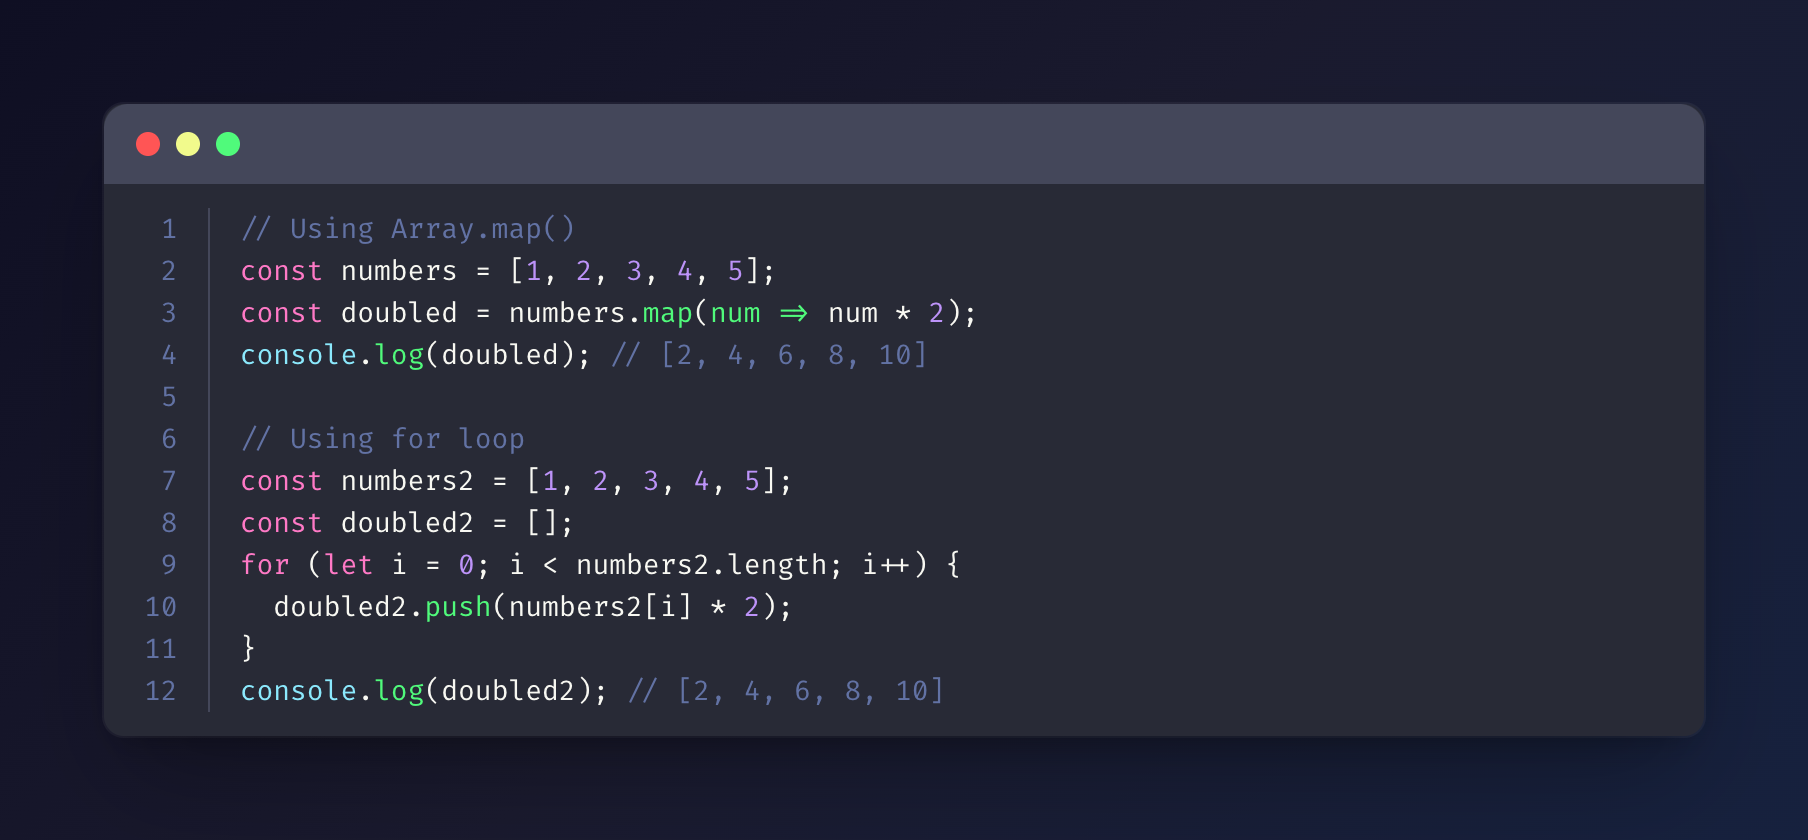 1 // Using Array.map()
2 const numbers = [1, 2, 3, 4, 5];
3 const doubled = numbers.map(num => num * 2);
4 console.log(doubled); // [2, 4, 6, 8, 10]
5
6 // Using for loop
7 const numbers2 = [1, 2, 3, 4, 5];
8 const doubled2 = [];
9 for (let i = 0; i < numbers2.length; i++) {
10   doubled2.push(numbers2[i] * 2);
11 }
12 console.log(doubled2); // [2, 4, 6, 8, 10]